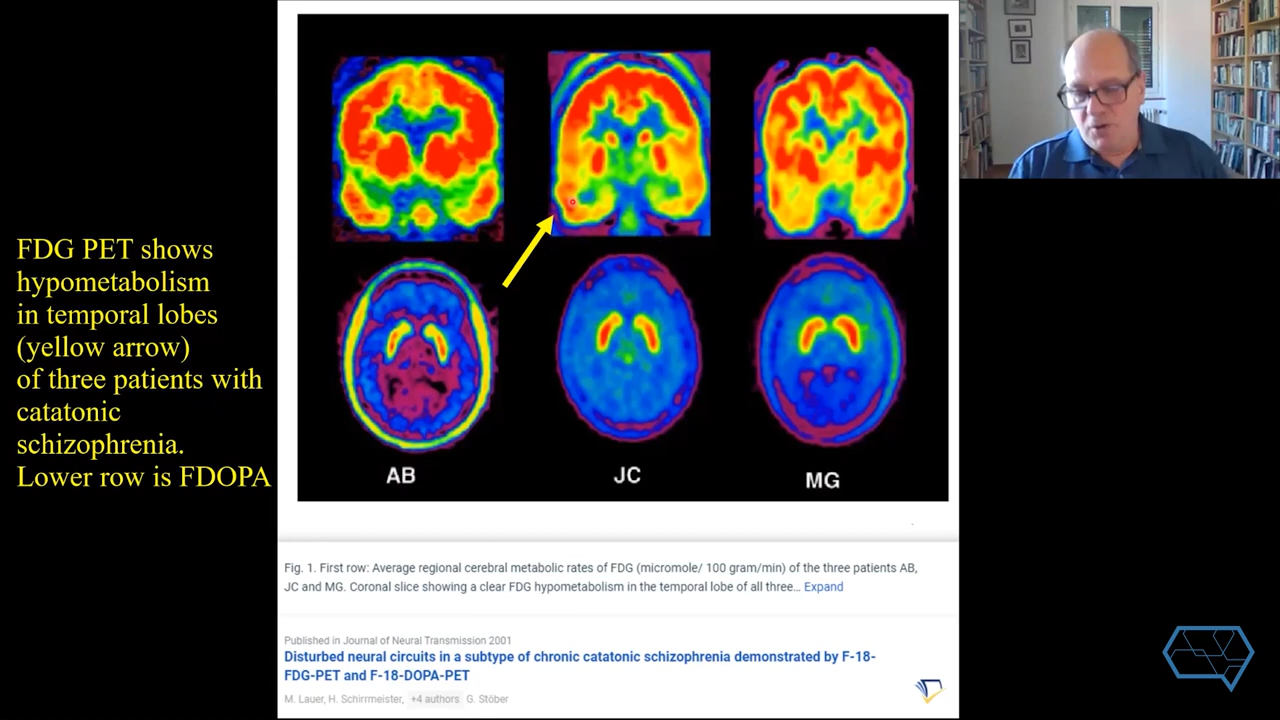 FDG PET shows
hypometabolism
in temporal lobes
(yellow arrow)
of three patients with
catatonic
schizophrenia.
Lower row is FDOPA
AB
JC
MG
Fig. 1. First row: Average regional cerebral metabolic rates of FDG (micromole/ 100 gram/min) of the three patients AB,
JC and MG. Coronal slice showing a clear FDG hypometabolism in the temporal lobe of all three... Expand
Published in Journal of Neural Transmission 2001
Disturbed neural circuits in a subtype of chronic catatonic schizophrenia demonstrated by F-18-
FDG-PET and F-18-DOPA-PET
M. Lauer, H. Schirrmeister, +4 authors G. Stöber